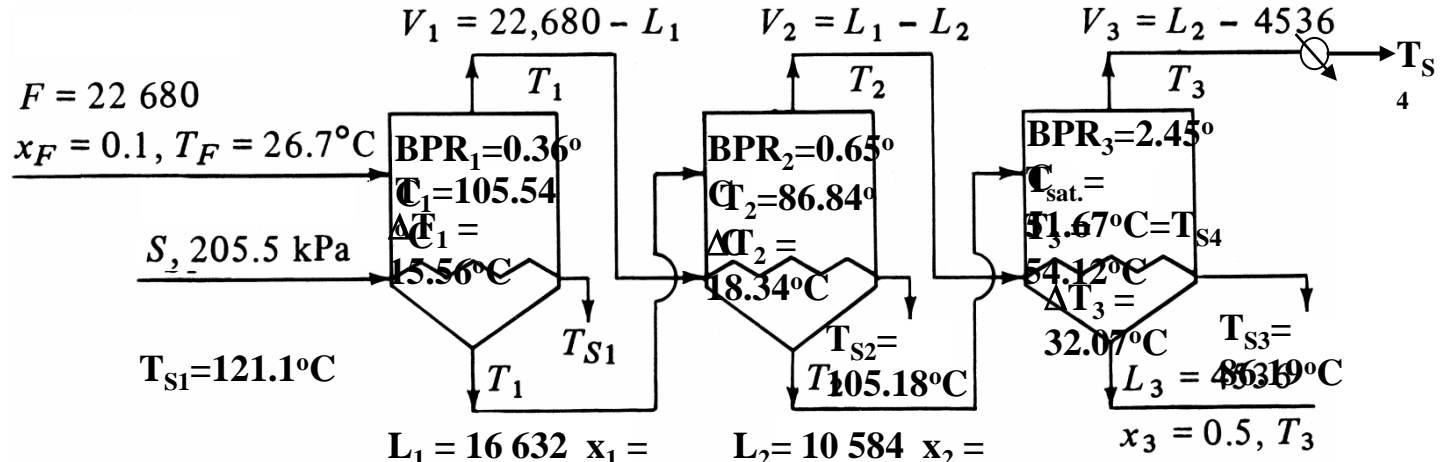 V₁ = 22,680 – L₁
V₂ = L₁ – L₂
V₃ = L₂ – 4536
T₁
T₂
T₃
T_S4
F = 22 680
x_F = 0.1, T_F = 26.7°C
S, 205.5 kPa
T_S1=121.1°C
BPR₁=0.36°C
T₁=105.54°C
ΔT₁ =
15.56°C
T_S1
T₁
BPR₂=0.65°C
T₂=86.84°C
ΔT₂ =
18.34°C
T_S2=
105.18°C
T₂
BPR₃=2.45°C
T_sat.=
51.67°C=T_S4
T₃ =
54.12°C
ΔT₃ =
32.07°C
T_S3=
86.19°C
L₃ = 4536
x₃ = 0.5, T₃
L₁ = 16 632 x₁ =
L₂= 10 584 x₂ =